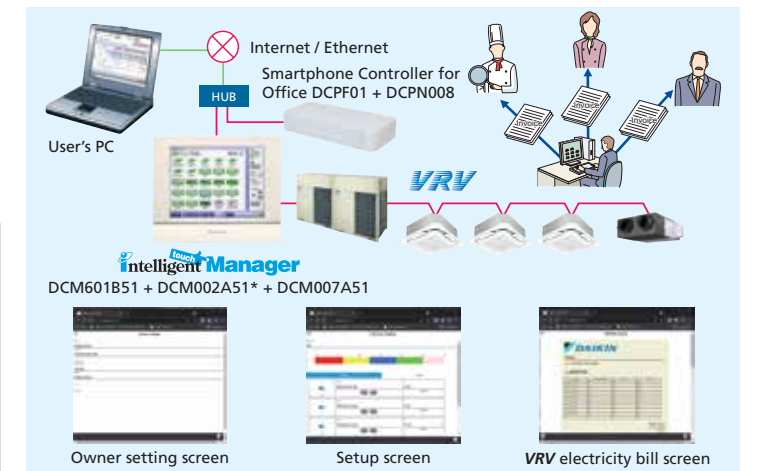 Internet / Ethernet
Smartphone Controller for
Office DCPF01 + DCPN008
HUB
User's PC
Invoice
Invoice
Invoice
VRV
intelligent touch Manager
DCM601B51 + DCM002A51* + DCM007A51
DAIKIN
Owner setting screen
Setup screen
VRV electricity bill screen